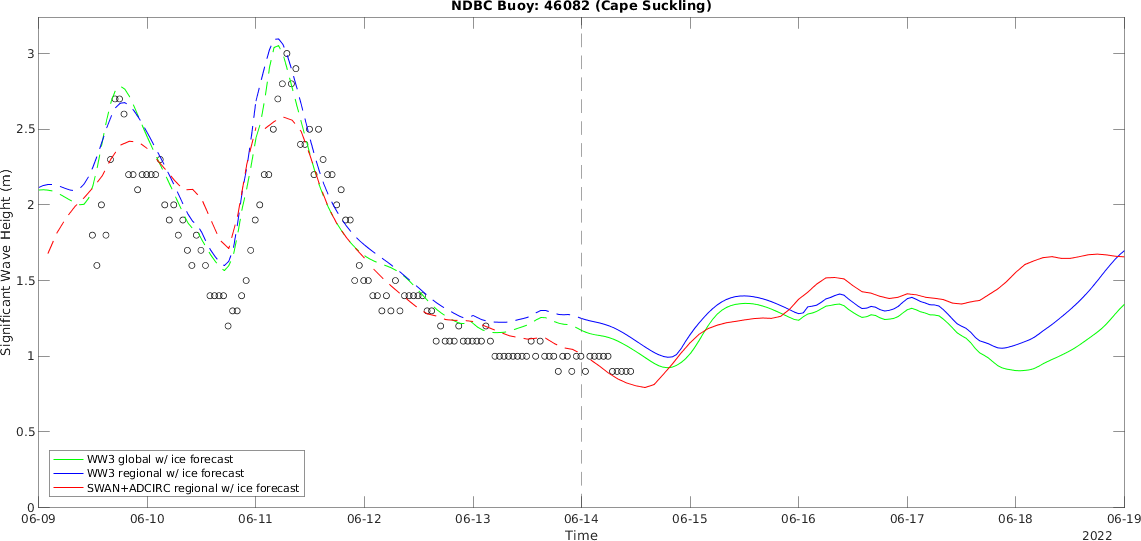 NDBC Buoy: 46082 (Cape Suckling)
3
2.5
2
1.5
1
0.5
0
Significant Wave Height (m)
WW3 global w/ ice forecast
WW3 regional w/ ice forecast
SWAN+ADCIRC regional w/ ice forecast
06-09 06-10 06-11 06-12 06-13 06-14 06-15 06-16 06-17 06-18 06-19
Time
2022